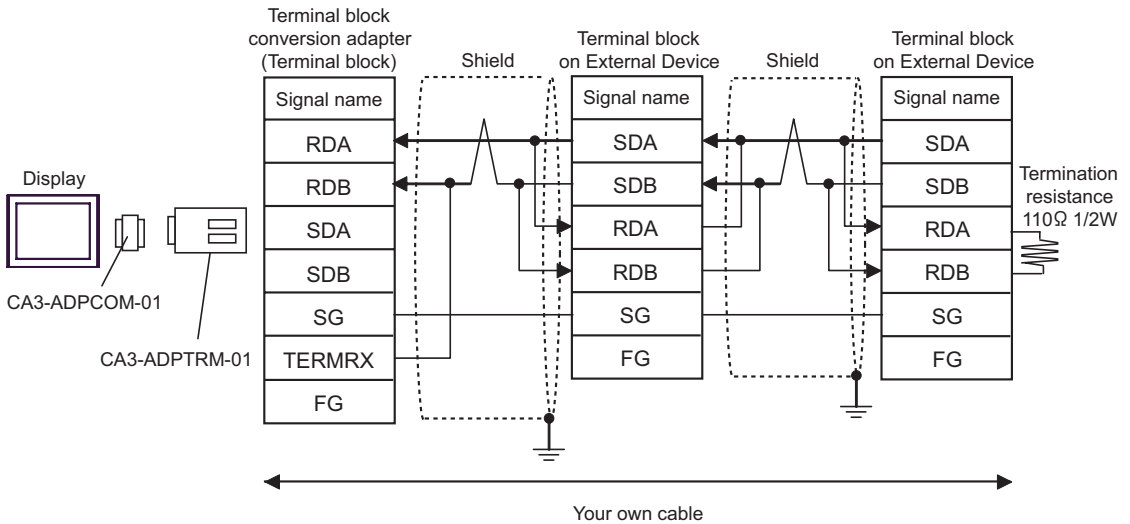 Terminal block
conversion adapter
(Terminal block)
Shield
Terminal block
on External Device
Shield
Terminal block
on External Device
Signal name
RDA
RDB
SDA
SDB
SG
TERMRX
FG
Signal name
SDA
SDB
RDA
RDB
SG
FG
Signal name
SDA
SDB
RDA
RDB
SG
FG
Termination
resistance
110Ω 1/2W
Display
CA3-ADPCOM-01
CA3-ADPTRM-01
Your own cable